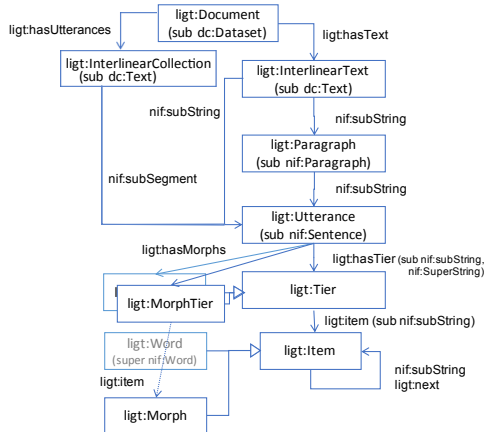 ligt:Document
(sub dc:Dataset)
ligt:hasUtterances
ligt:hasText
ligt:InterlinearCollection
(sub dc:Text)
ligt:InterlinearText
(sub dc:Text)
nif:subString
nif:subString
ligt:Paragraph
(sub nif:Paragraph)
nif:subSegment
nif:subString
ligt:Utterance
(sub nif:Sentence)
ligt:hasMorphs
ligt:hasTier (sub nif:subString,
nif:SuperString)
ligt:MorphTier
ligt:Tier
ligt:item (sub nif:subString)
ligt:Word
(super nif:Word)
ligt:Item
ligt:item
nif:subString
ligt:next
ligt:Morph